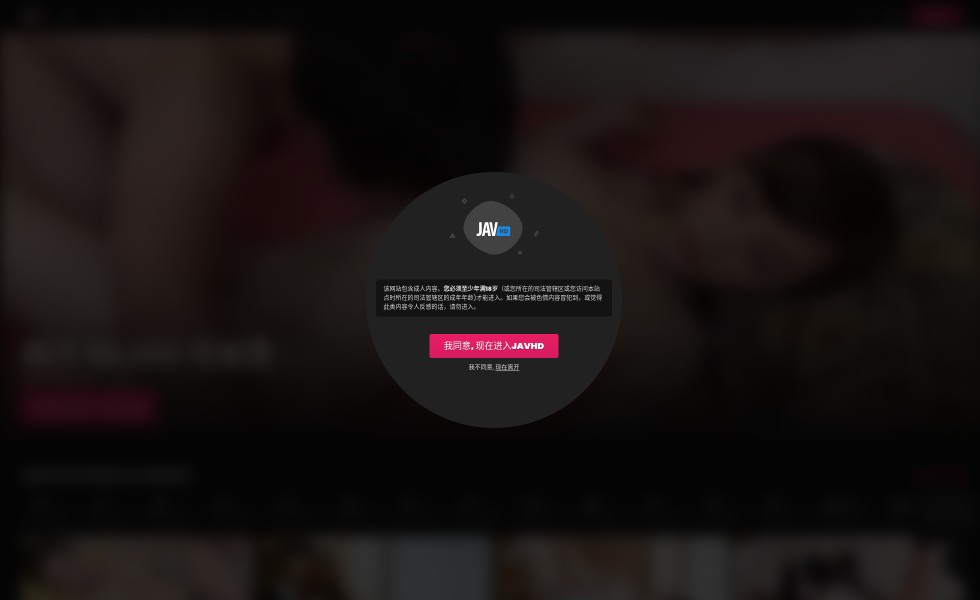 JAV HD
该网站包含成人内容。您必须至少年满18岁（或您所在的司法管辖区或您访问本站
点时所在的司法管辖区的成年年龄)才能进入。如果您会被色情内容冒犯到，或觉得
此类内容令人反感的话，请勿进入。
我同意, 现在进入JAVHD
我不同意, 现在离开